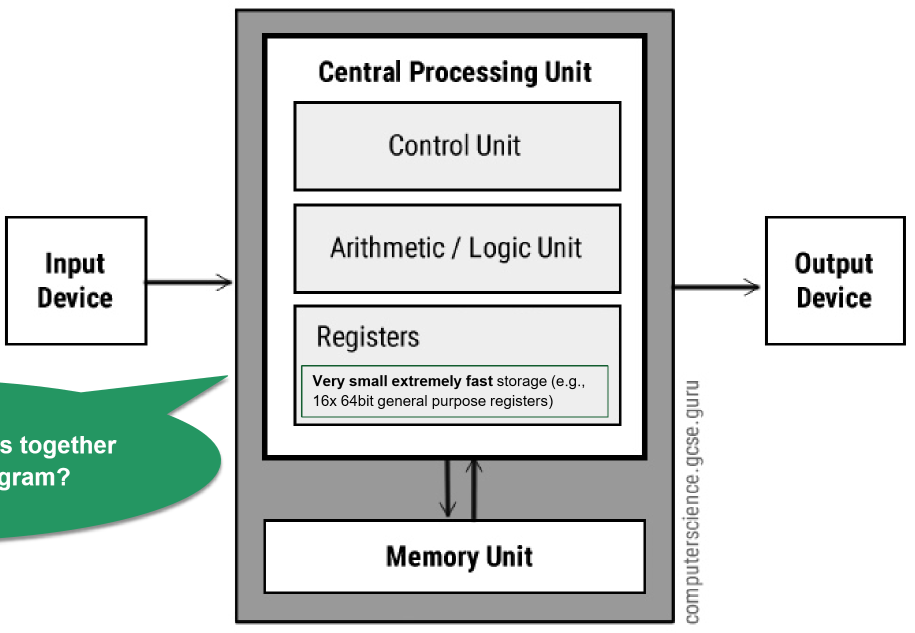 Central Processing Unit
Control Unit
Arithmetic / Logic Unit
Registers
Very small extremely fast storage (e.g.,
16x 64bit general purpose registers)
Input
Device
Output
Device
s together
gram?
Memory Unit
computerscience.gcse.guru